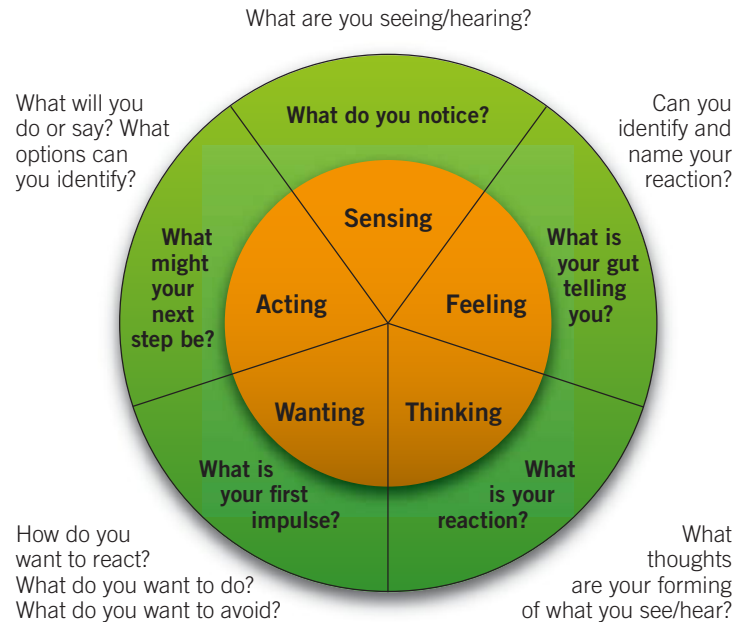 What are you seeing/hearing?
What will you
do or say? What
options can
you identify?
Can you
identify and
name your
reaction?
What do you notice?
Sensing
What
might
your
next
step be?
Acting
Feeling
What is
your gut
telling
you?
Wanting
Thinking
What is
your first
impulse?
What
is your
reaction?
How do you
want to react?
What do you want to do?
What do you want to avoid?
What
thoughts
are your forming
of what you see/hear?